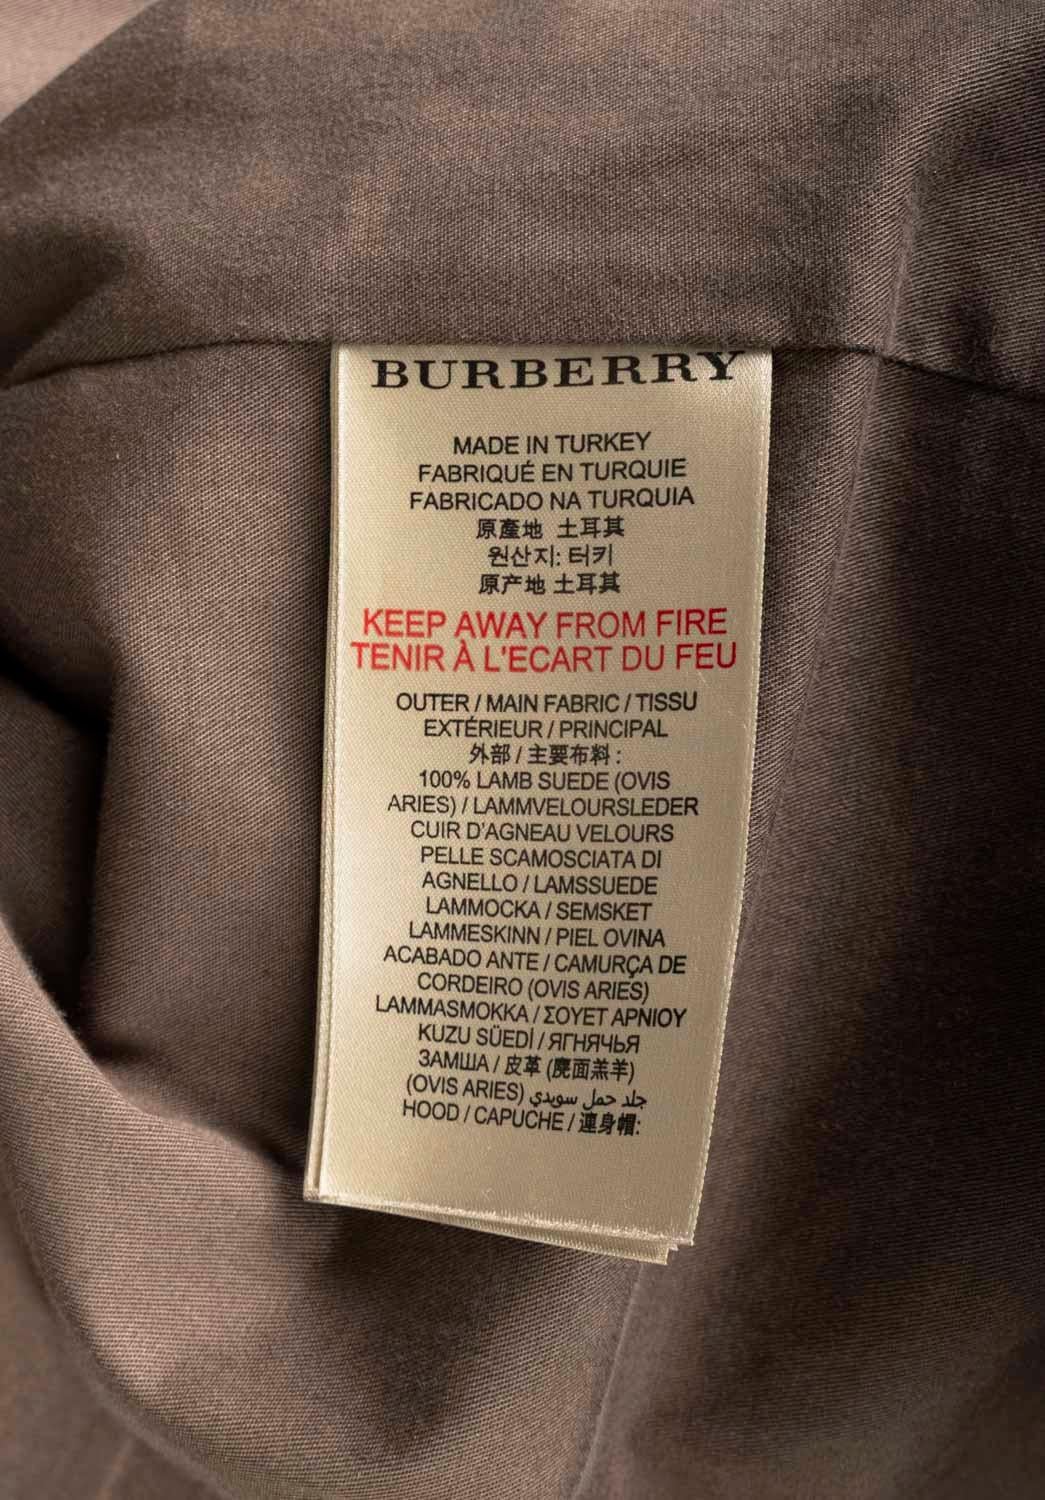 BURBERRY
MADE IN TURKEY
FABRIQUÉ EN TURQUIE
FABRICADO NA TURQUIA
原產地 土耳其
원산지: 터키
原产地 土耳其
KEEP AWAY FROM FIRE
TENIR À L'ECART DU FEU
OUTER / MAIN FABRIC / TISSU
EXTÉRIEUR / PRINCIPAL
外部 / 主要布料 :
100% LAMB SUEDE (OVIS
ARIES) / LAMMVELOURSLEDER
CUIR D'AGNEAU VELOURS
PELLE SCAMOSCIATA DI
AGNELLO / LAMSSUEDE
LAMMOCKA / SEMSKET
LAMMESKINN / PIEL OVINA
ACABADO ANTE / CAMURÇA DE
CORDEIRO (OVIS ARIES)
LAMMASMOKKA / ΣΟΥΕΤ ΑΡΝΙΟΥ
KUZU SÜEDİ / ЯГНЯЧЬЯ
ЗАМША / 皮革 (麂面羔羊)
(OVIS ARIES) جلد حمل سويدي
HOOD / CAPUCHE / 連身帽: